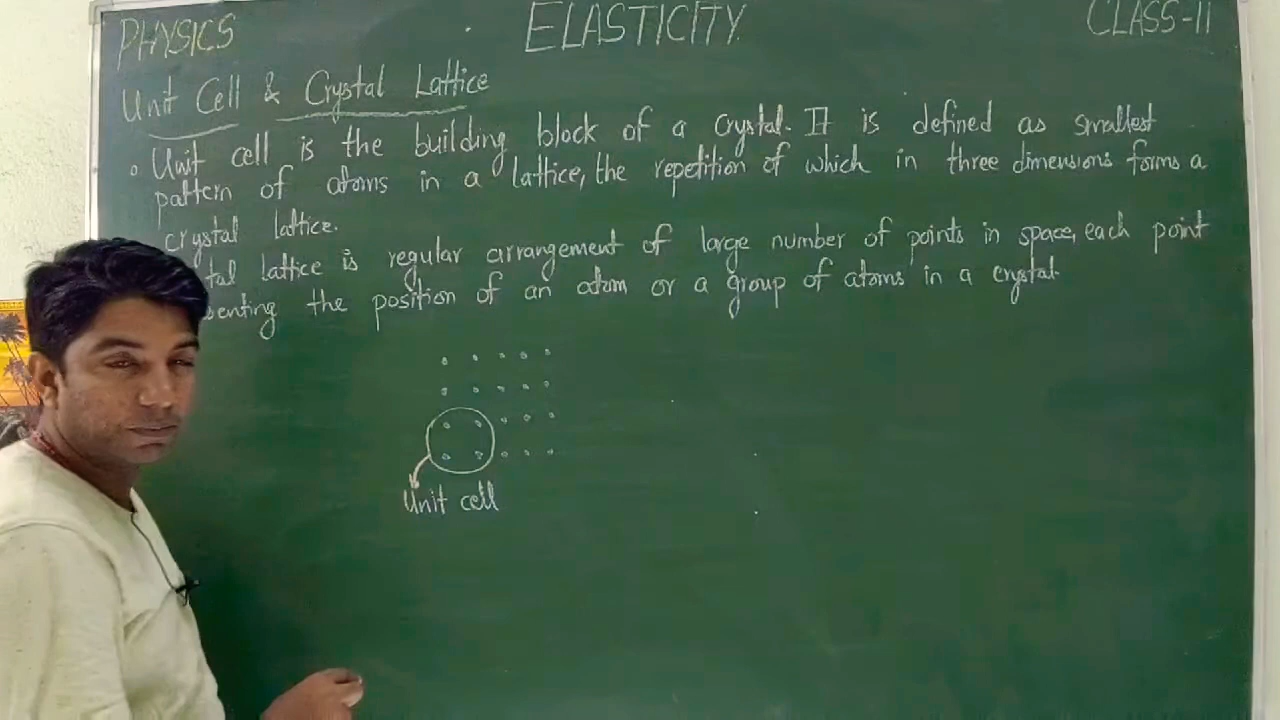 PHYSICS
ELASTICITY
CLASS-11
Unit Cell & Crystal Lattice
Unit cell is the building block of a crystal. It is defined as smallest
pattern of atoms in a lattice, the repetition of which in three dimensions forms a
crystal lattice.
tal lattice is regular arrangement of large number of points in space, each point
senting the position of an atom or a group of atoms in a crystal.
Unit cell